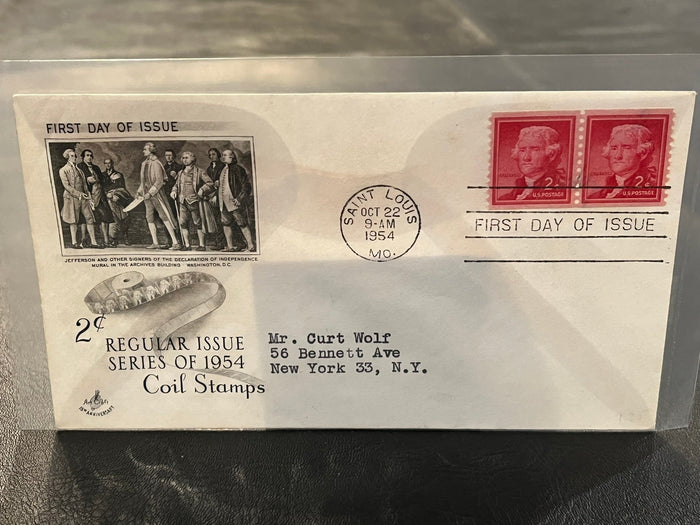 FIRST DAY OF ISSUE
JEFFERSON AND OTHER SIGNERS OF THE DECLARATION OF INDEPENDENCE
MURAL IN THE ARCHIVES BUILDING WASHINGTON, D.C.
2¢
REGULAR ISSUE
SERIES OF 1954
Coil Stamps
ANNIVERSARY
SAINT LOUIS
OCT 22
9-AM
1954
MO.
2¢
U.S. POSTAGE
2¢
U.S. POSTAGE
FIRST DAY OF ISSUE
Mr. Curt Wolf
56 Bennett Ave
New York 33, N.Y.